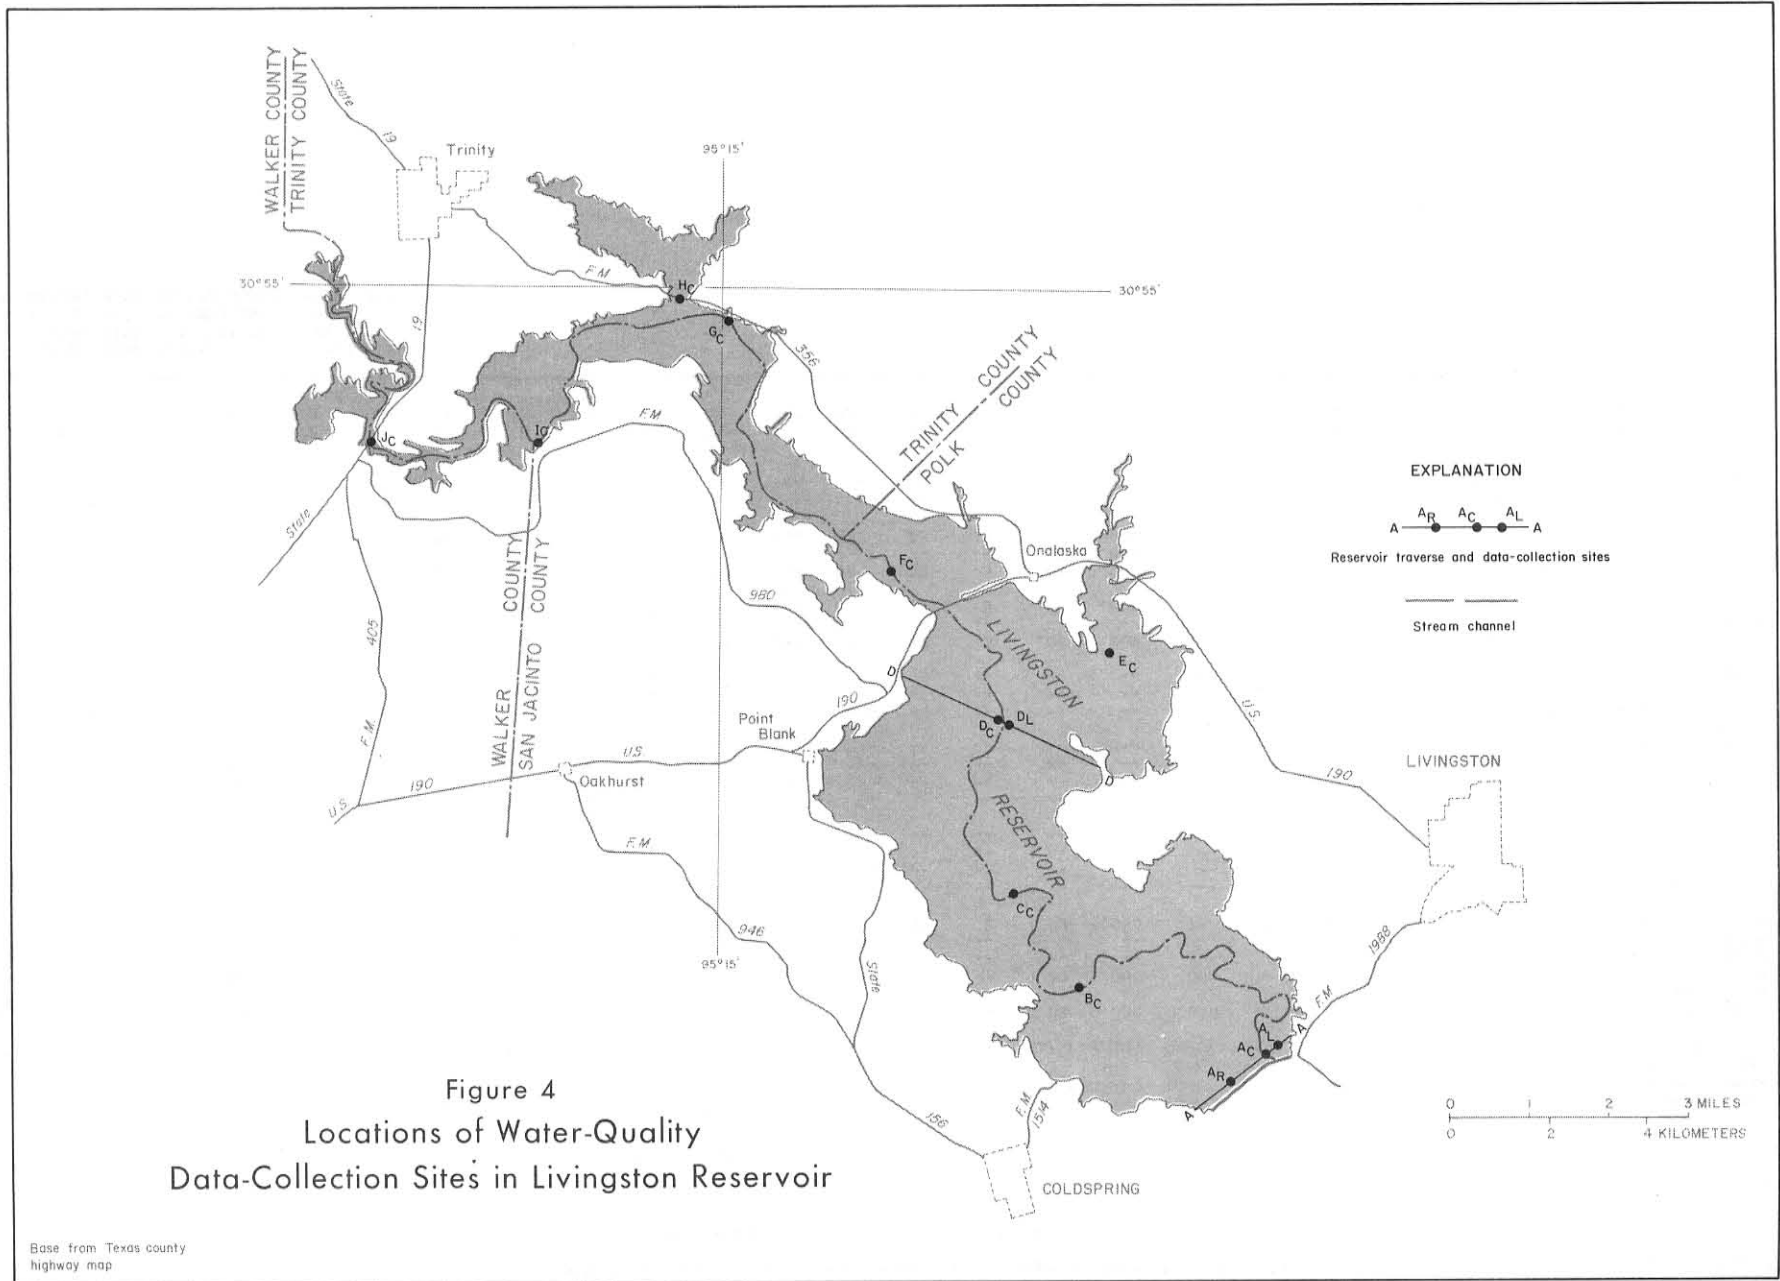 WALKER COUNTY
TRINITY COUNTY
State
19
Trinity
95°15'
30°55'
F.M.
HC
30°55'
GC
19
356
TRINITY COUNTY
POLK COUNTY
JC
IC
F.M.
State
EXPLANATION
A AR AC AL A
Reservoir traverse and data-collection sites
Stream channel
Onalaska
FC
WALKER COUNTY
SAN JACINTO COUNTY
405
F.M.
980
LIVINGSTON
RESERVOIR
EC
D
190
DC
DL
D
Point
Blank
U.S.
Oakhurst
190
U.S.
U.S.
190
LIVINGSTON
F.M.
CC
946
95°15'
State
1988
F.M.
BC
AL
A
AC
AR
A
F.M.
1514
156
COLDSPRING
0 1 2 3 MILES
0 2 4 KILOMETERS
Figure 4
Locations of Water-Quality
Data-Collection Sites in Livingston Reservoir
Base from Texas county
highway map